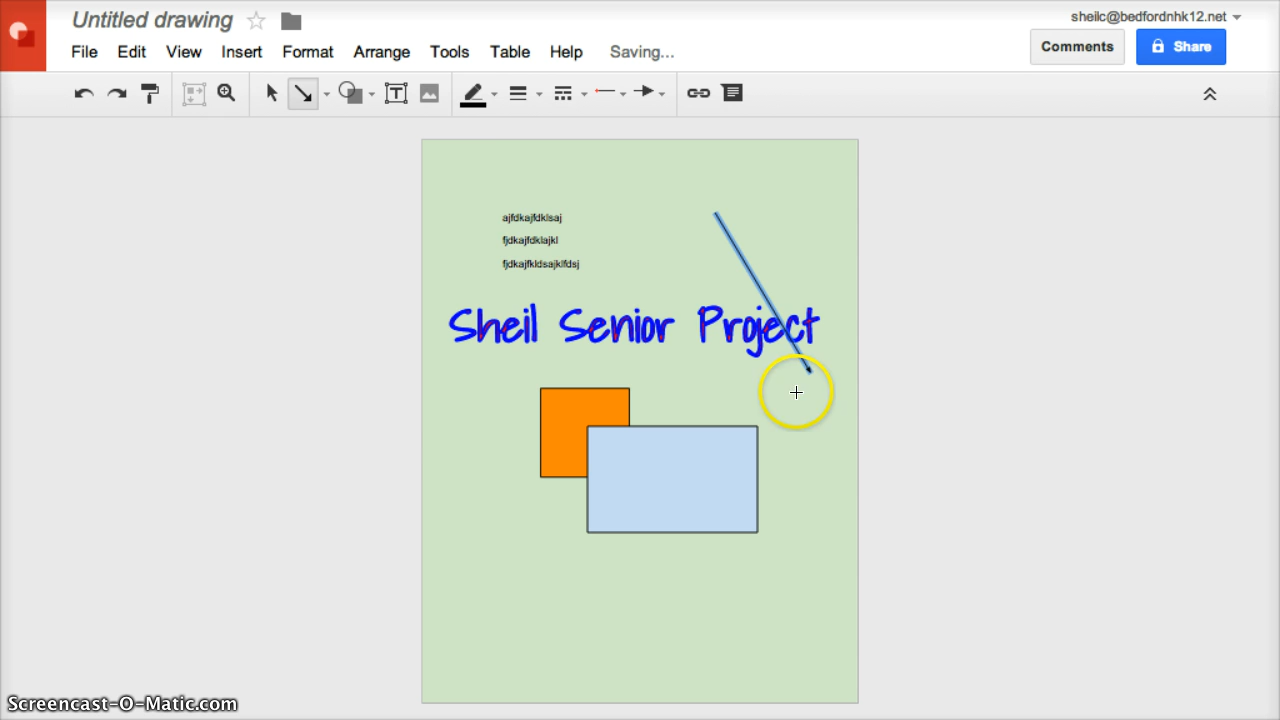 Untitled drawing
sheilc@bedfordnhk12.net
File Edit View Insert Format Arrange Tools Table Help Saving...
Comments
Share
ajfdkajfdklsaj
fjdkajfdklajkl
fjdkajfkldsajklfdsj
Sheil Senior Project
Screencast-O-Matic.com